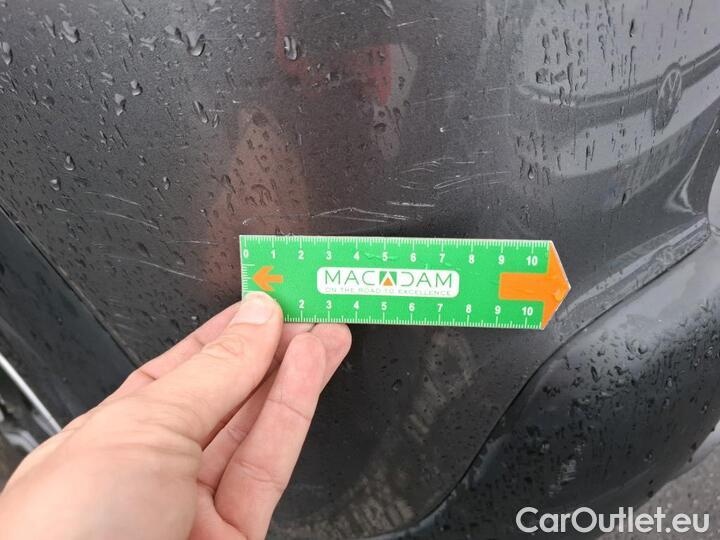 0 1 2 3 4 5 6 7 8 9 10
MACADAM
ON THE ROAD TO EXCELLENCE
2 3 4 5 6 7 8 9 10
CarOutlet.eu